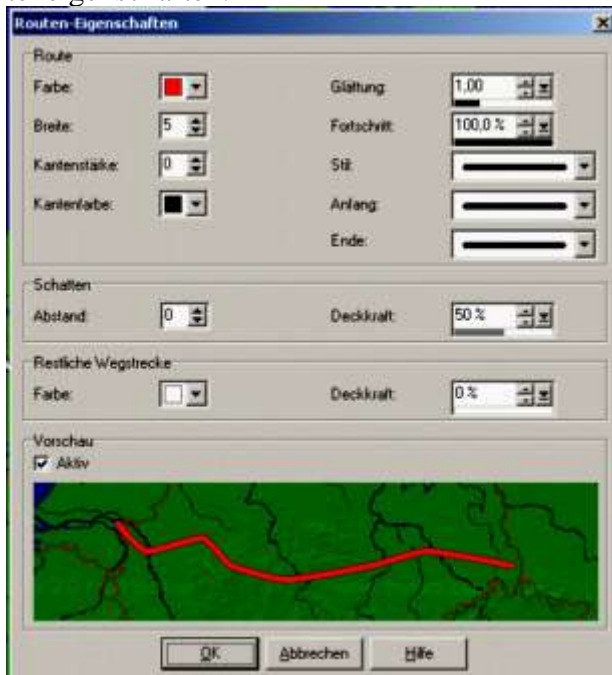 Routen-Eigenschaften
Route
Farbe:
Glättung:
1,00
Breite:
5
Fortschritt:
100,0 %
Kantenstärke:
0
Stil:
Kantenfarbe:
Anfang:
Ende:
Schatten
Abstand:
0
Deckkraft:
50 %
Restliche Wegstrecke
Farbe:
Deckkraft:
0 %
Vorschau
Aktiv
OK
Abbrechen
Hilfe